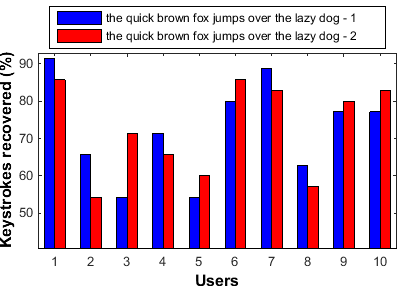 the quick brown fox jumps over the lazy dog - 1
the quick brown fox jumps over the lazy dog - 2
Keystrokes recovered (%)
90
80
70
60
50
1 2 3 4 5 6 7 8 9 10
Users